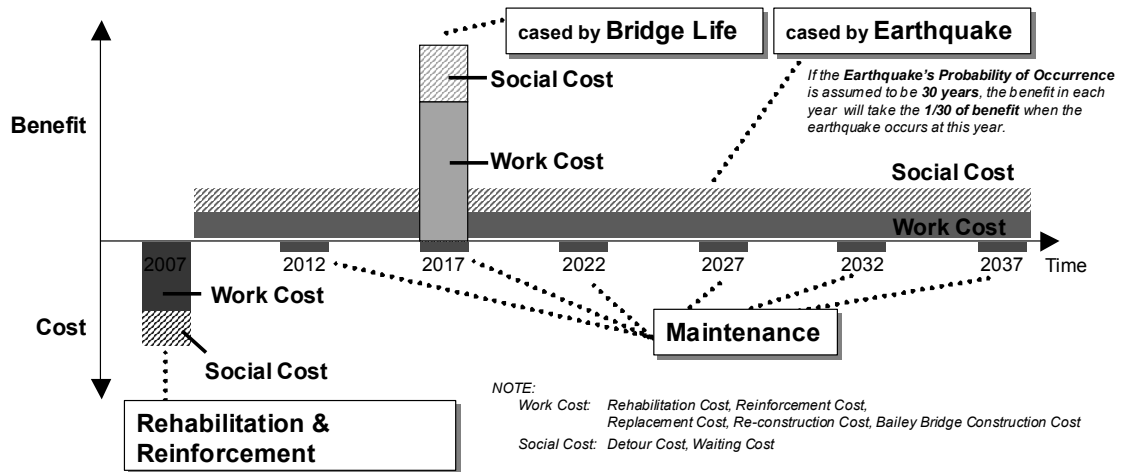 cased by Bridge Life
cased by Earthquake
Social Cost
If the Earthquake's Probability of Occurrence
is assumed to be 30 years, the benefit in each
year will take the 1/30 of benefit when the
earthquake occurs at this year.
Benefit
Work Cost
Social Cost
Work Cost
2007
2012
2017
2022
2027
2032
2037
Time
Work Cost
Cost
Social Cost
Maintenance
Rehabilitation &
Reinforcement
NOTE:
Work Cost: Rehabilitation Cost, Reinforcement Cost,
Replacement Cost, Re-construction Cost, Bailey Bridge Construction Cost
Social Cost: Detour Cost, Waiting Cost